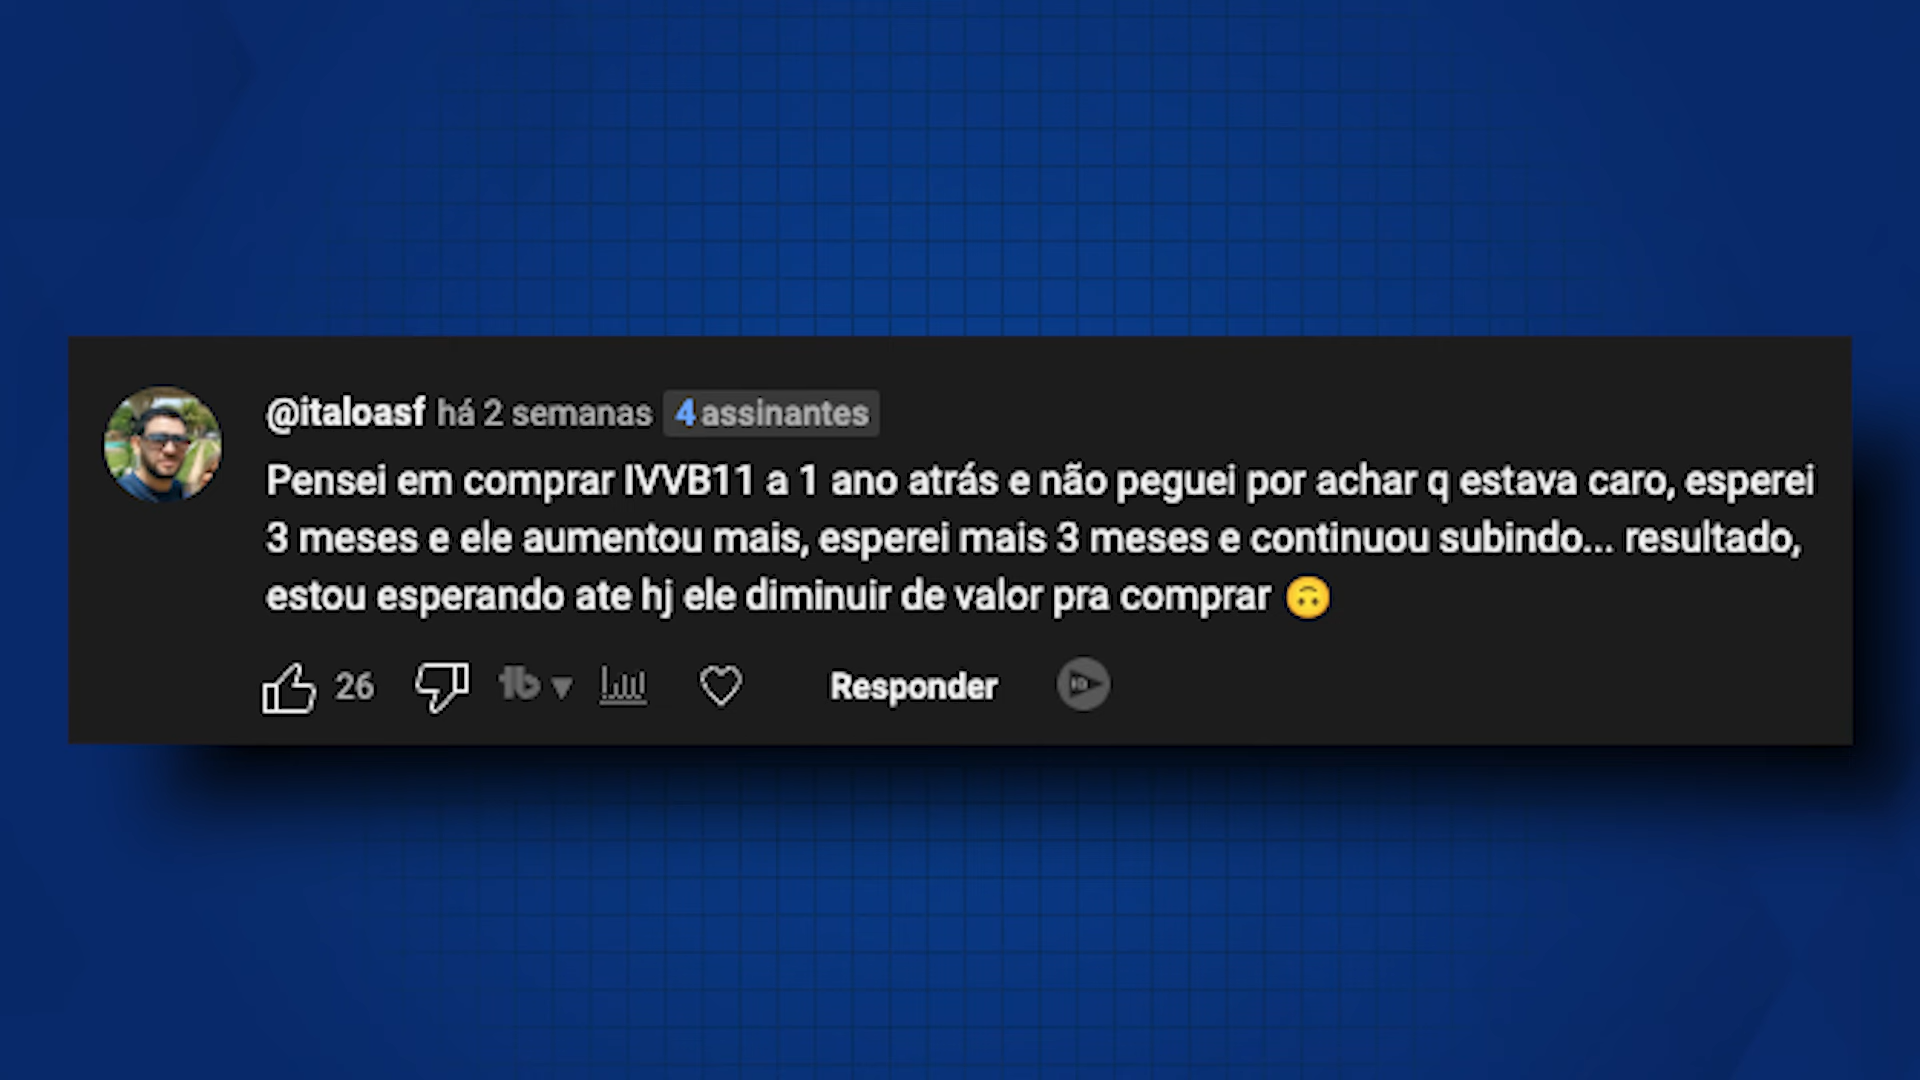 @italoasf há 2 semanas 4 assinantes
Pensei em comprar IVVB11 a 1 ano atrás e não peguei por achar q estava caro, esperei
3 meses e ele aumentou mais, esperei mais 3 meses e continuou subindo... resultado,
estou esperando ate hj ele diminuir de valor pra comprar 🙃
26 tb Responder